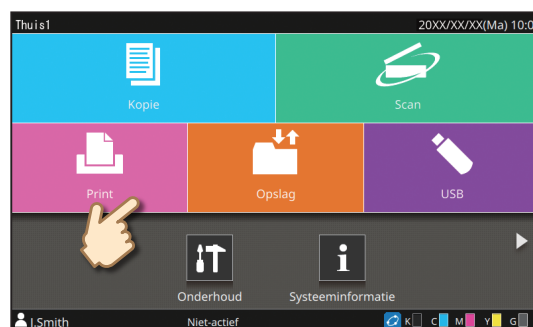 Thuis1 20XX/XX/XX(Ma) 10:0
Kopie Scan
Print Opslag USB
Onderhoud Systeeminformatie
J.Smith Niet-actief K C M Y G